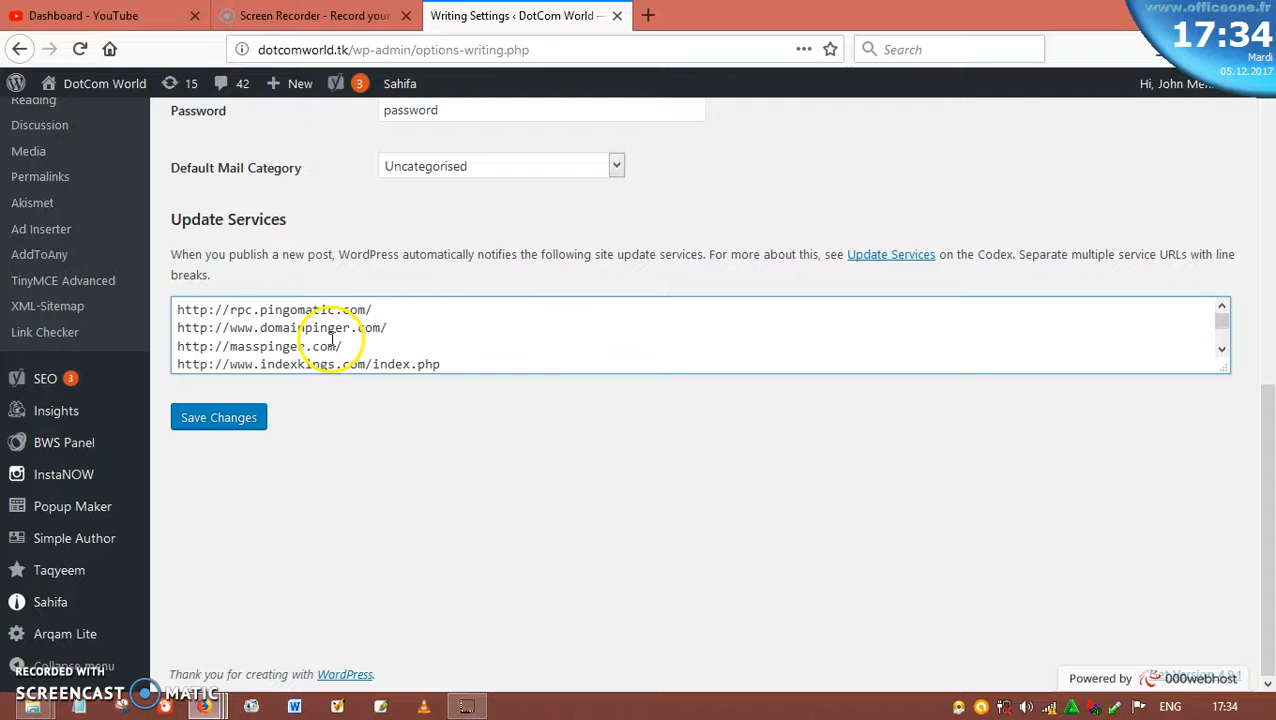 Dashboard - YouTube
Screen Recorder - Record your
Writing Settings ‹ DotCom World —
www.officeone.fr
17:34
Mardi
05.12.2017
dotcomworld.tk/wp-admin/options-writing.php
Search
DotCom World
15
42
New
3
Sahifa
Hi, John
Reading
Discussion
Media
Permalinks
Akismet
Ad Inserter
AddToAny
TinyMCE Advanced
XML-Sitemap
Link Checker
SEO 3
Insights
BWS Panel
InstaNOW
Popup Maker
Simple Author
Taqyeem
Sahifa
Arqam Lite
Collapse menu
Password
password
Default Mail Category
Uncategorised
Update Services
When you publish a new post, WordPress automatically notifies the following site update services. For more about this, see Update Services on the Codex. Separate multiple service URLs with line
breaks.
http://rpc.pingomatic.com/
http://www.domainpinger.com/
http://masspinger.com/
http://www.indexkings.com/index.php
Save Changes
Thank you for creating with WordPress.
Powered by 000webhost
RECORDED WITH
SCREENCAST MATIC
ENG
17:34